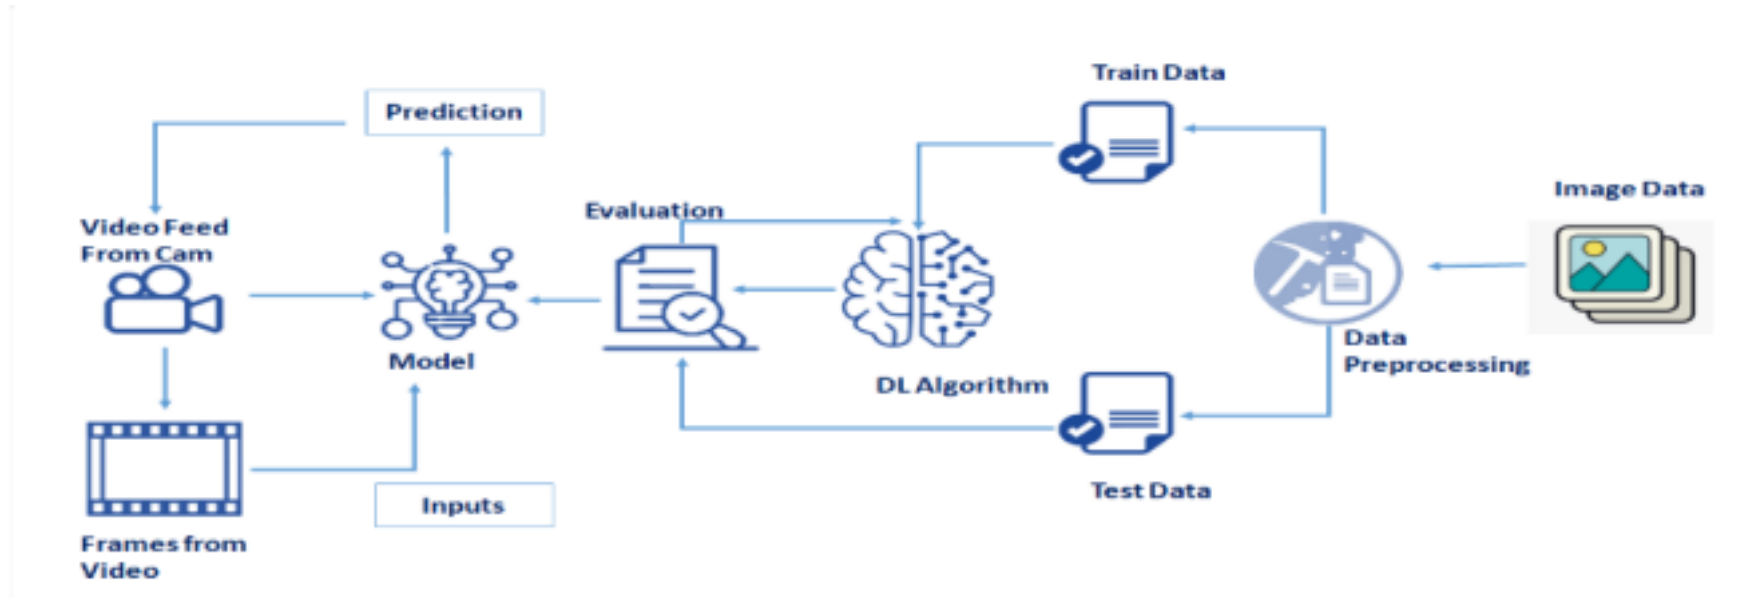 Train Data
Prediction
Image Data
Evaluation
Video Feed
From Cam
Data
Preprocessing
Model
DL Algorithm
Test Data
Inputs
Frames from
Video